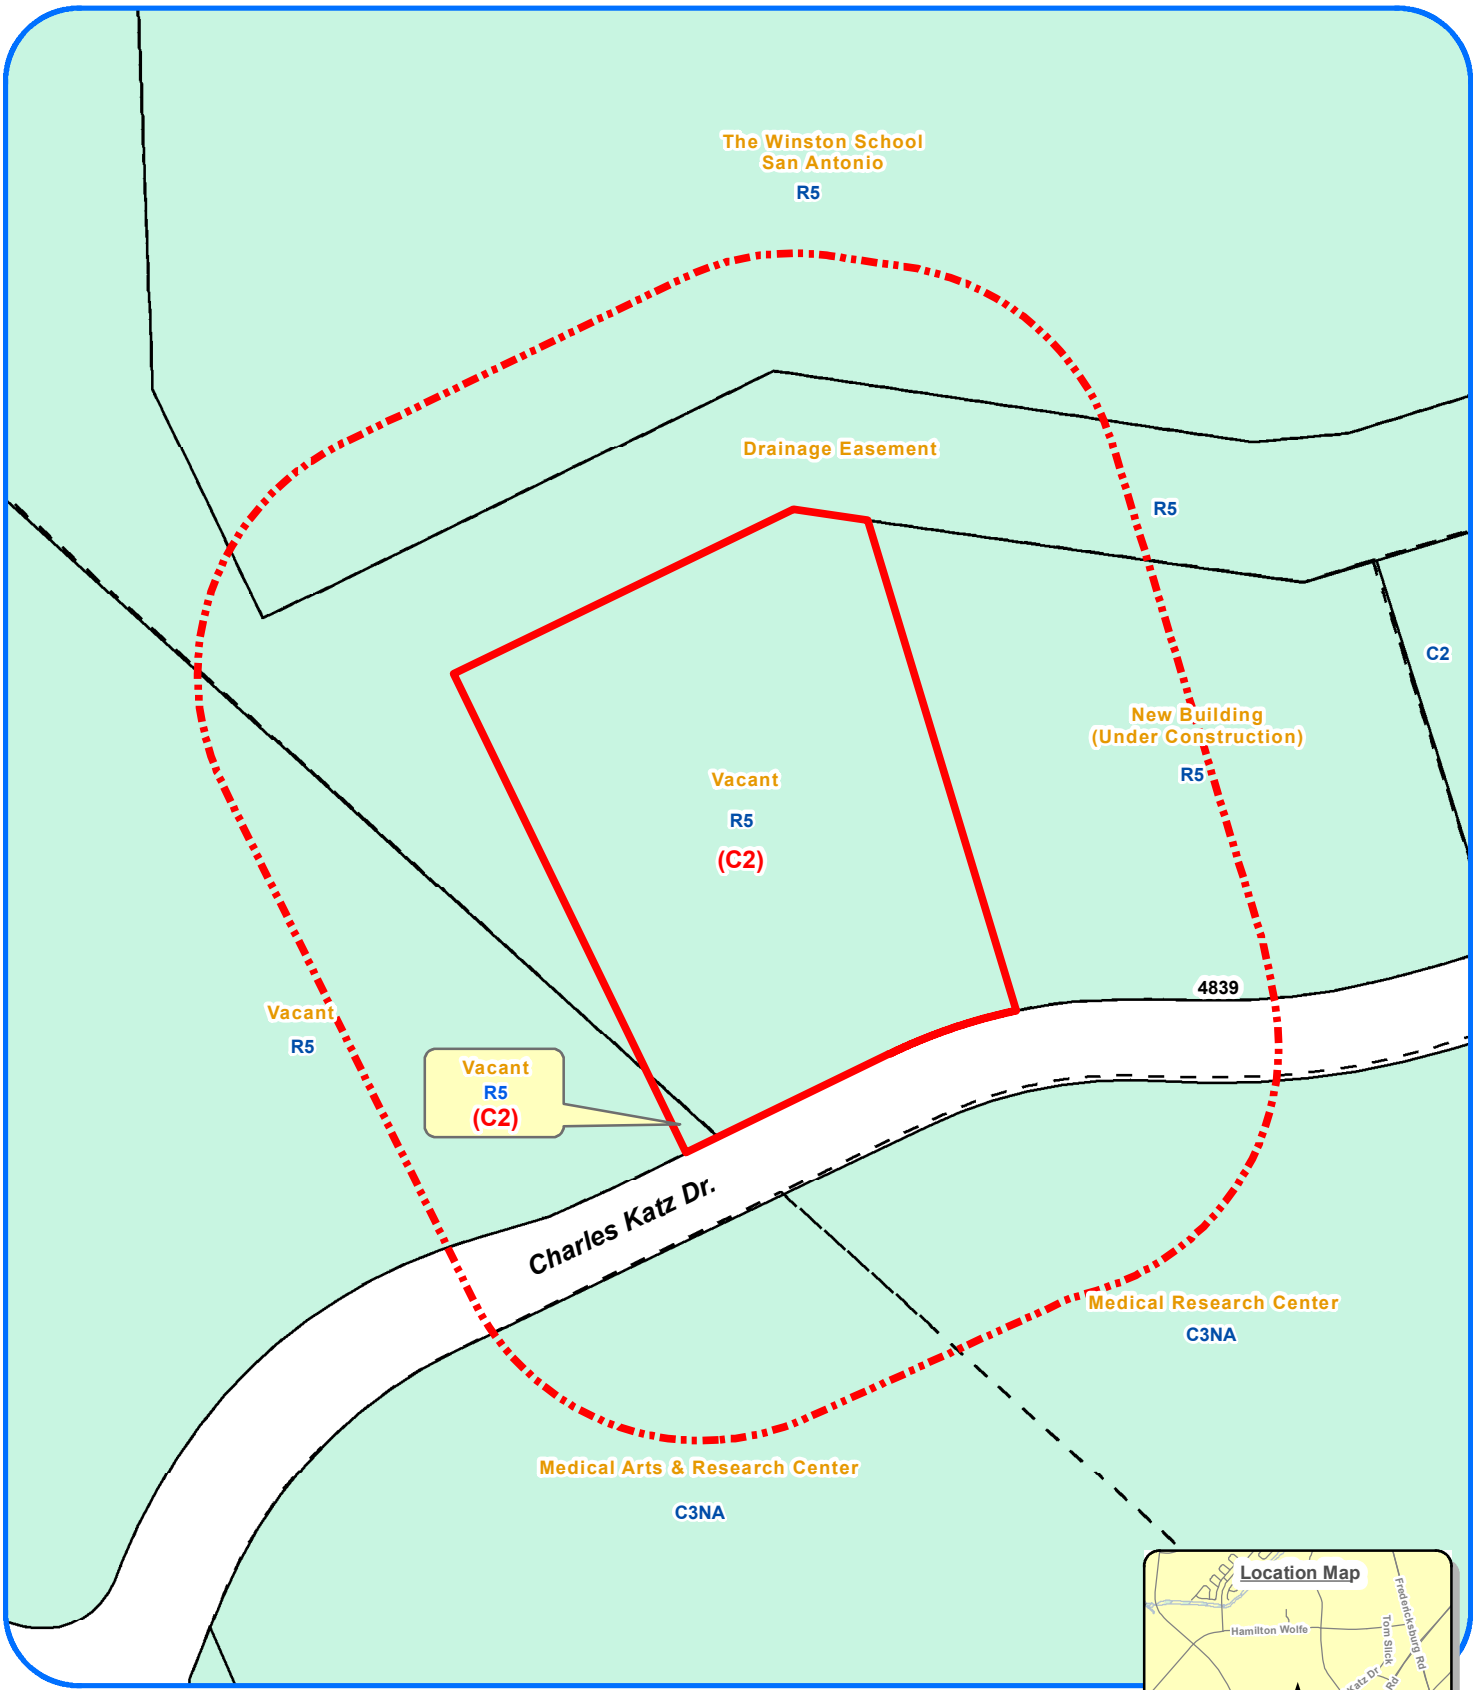 The Winston School
San Antonio
R5
Drainage Easement
R5
C2
New Building
(Under Construction)
R5
Vacant
R5
(C2)
4839
Vacant
R5
Vacant
R5
(C2)
Charles Katz Dr.
Medical Research Center
C3NA
Medical Arts & Research Center
C3NA
Location Map
Hamilton Wolfe
Tom Slick
Fredericksburg Rd
Katz Dr
Rd